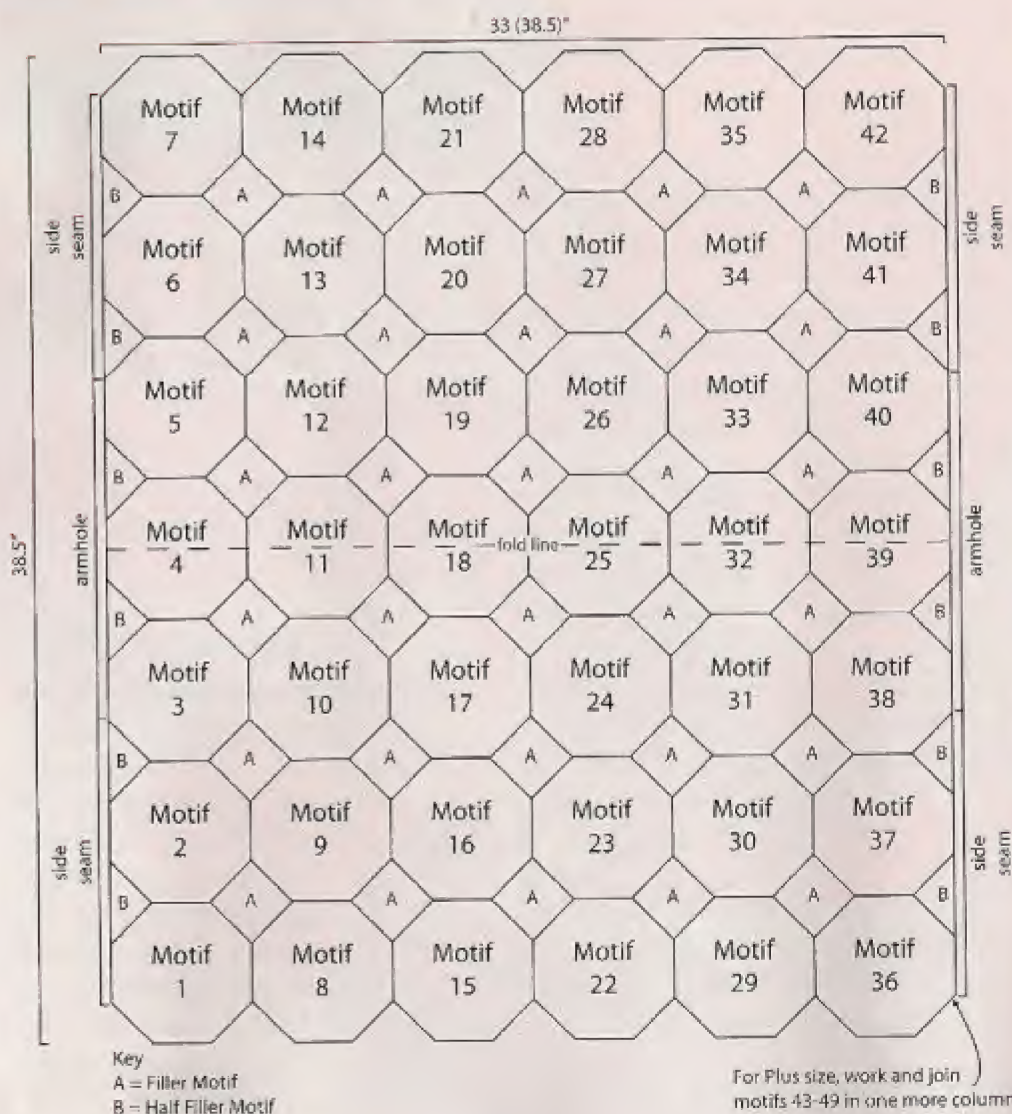 33 (38.5)"
Motif Motif Motif Motif Motif Motif
7 14 21 28 35 42
B A A A A A B
side seam
side seam
Motif Motif Motif Motif Motif Motif
6 13 20 27 34 41
B A A A A A B
Motif Motif Motif Motif Motif Motif
5 12 19 26 33 40
B A A A A A B
38.5"
armhole
armhole
Motif Motif Motif Motif Motif Motif
fold line
4 11 18 25 32 39
B A A A A A B
Motif Motif Motif Motif Motif Motif
3 10 17 24 31 38
B A A A A A B
Motif Motif Motif Motif Motif Motif
2 9 16 23 30 37
side seam
side seam
B A A A A A B
Motif Motif Motif Motif Motif Motif
1 8 15 22 29 36
Key
A = Filler Motif
B = Half Filler Motif
For Plus size, work and join
motifs 43-49 in one more column